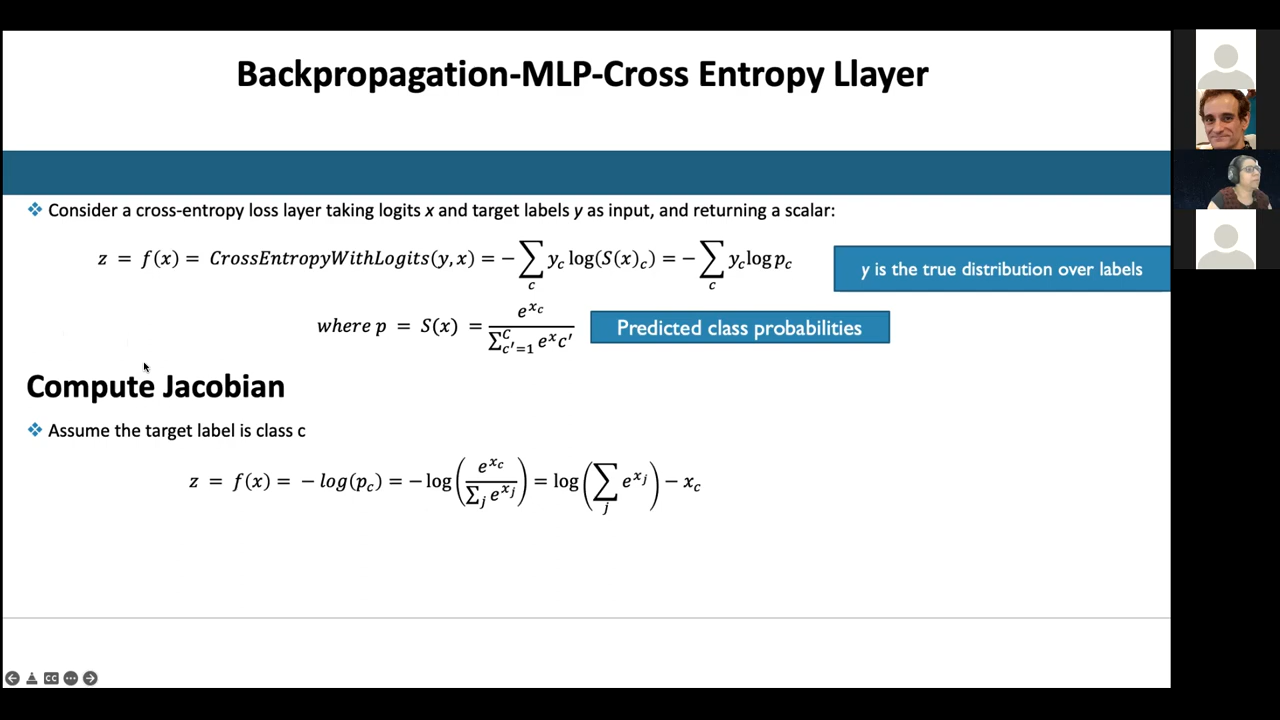 Backpropagation-MLP-Cross Entropy Llayer
❖ Consider a cross-entropy loss layer taking logits x and target labels y as input, and returning a scalar:
z = f(x) = CrossEntropyWithLogits(y, x) = − ∑_c y_c log(S(x)_c) = − ∑_c y_c log p_c
y is the true distribution over labels
where p = S(x) = e^{x_c} / ∑_{c'=1}^{C} e^x c'
Predicted class probabilities
Compute Jacobian
❖ Assume the target label is class c
z = f(x) = − log(p_c) = − log( e^{x_c} / ∑_j e^{x_j} ) = log( ∑_j e^{x_j} ) − x_c
CC